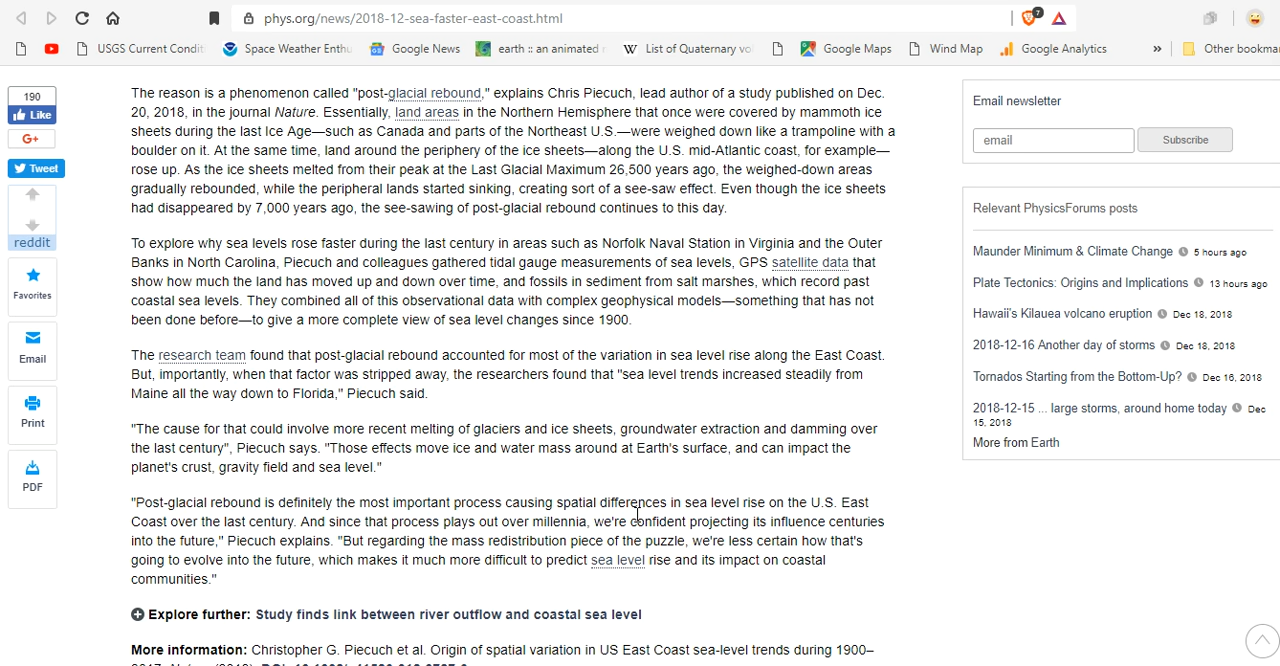 phys.org/news/2018-12-sea-faster-east-coast.html
7
USGS Current Condit
Space Weather Enthu
Google News
earth :: an animated
List of Quaternary vo
Google Maps
Wind Map
Google Analytics
»
Other bookma
190
Like
G+
Tweet
reddit
Favorites
Email
Print
PDF
The reason is a phenomenon called "post-glacial rebound," explains Chris Piecuch, lead author of a study published on Dec.
20, 2018, in the journal Nature. Essentially, land areas in the Northern Hemisphere that once were covered by mammoth ice
sheets during the last Ice Age—such as Canada and parts of the Northeast U.S.—were weighed down like a trampoline with a
boulder on it. At the same time, land around the periphery of the ice sheets—along the U.S. mid-Atlantic coast, for example—
rose up. As the ice sheets melted from their peak at the Last Glacial Maximum 26,500 years ago, the weighed-down areas
gradually rebounded, while the peripheral lands started sinking, creating sort of a see-saw effect. Even though the ice sheets
had disappeared by 7,000 years ago, the see-sawing of post-glacial rebound continues to this day.
To explore why sea levels rose faster during the last century in areas such as Norfolk Naval Station in Virginia and the Outer
Banks in North Carolina, Piecuch and colleagues gathered tidal gauge measurements of sea levels, GPS satellite data that
show how much the land has moved up and down over time, and fossils in sediment from salt marshes, which record past
coastal sea levels. They combined all of this observational data with complex geophysical models—something that has not
been done before—to give a more complete view of sea level changes since 1900.
The research team found that post-glacial rebound accounted for most of the variation in sea level rise along the East Coast.
But, importantly, when that factor was stripped away, the researchers found that "sea level trends increased steadily from
Maine all the way down to Florida," Piecuch said.
"The cause for that could involve more recent melting of glaciers and ice sheets, groundwater extraction and damming over
the last century", Piecuch says. "Those effects move ice and water mass around at Earth's surface, and can impact the
planet's crust, gravity field and sea level."
"Post-glacial rebound is definitely the most important process causing spatial differences in sea level rise on the U.S. East
Coast over the last century. And since that process plays out over millennia, we're confident projecting its influence centuries
into the future," Piecuch explains. "But regarding the mass redistribution piece of the puzzle, we're less certain how that's
going to evolve into the future, which makes it much more difficult to predict sea level rise and its impact on coastal
communities."
Explore further: Study finds link between river outflow and coastal sea level
More information: Christopher G. Piecuch et al. Origin of spatial variation in US East Coast sea-level trends during 1900–
Email newsletter
email
Subscribe
Relevant PhysicsForums posts
Maunder Minimum & Climate Change 5 hours ago
Plate Tectonics: Origins and Implications 13 hours ago
Hawaii's Kilauea volcano eruption Dec 18, 2018
2018-12-16 Another day of storms Dec 18, 2018
Tornados Starting from the Bottom-Up? Dec 16, 2018
2018-12-15 ... large storms, around home today Dec
15, 2018
More from Earth